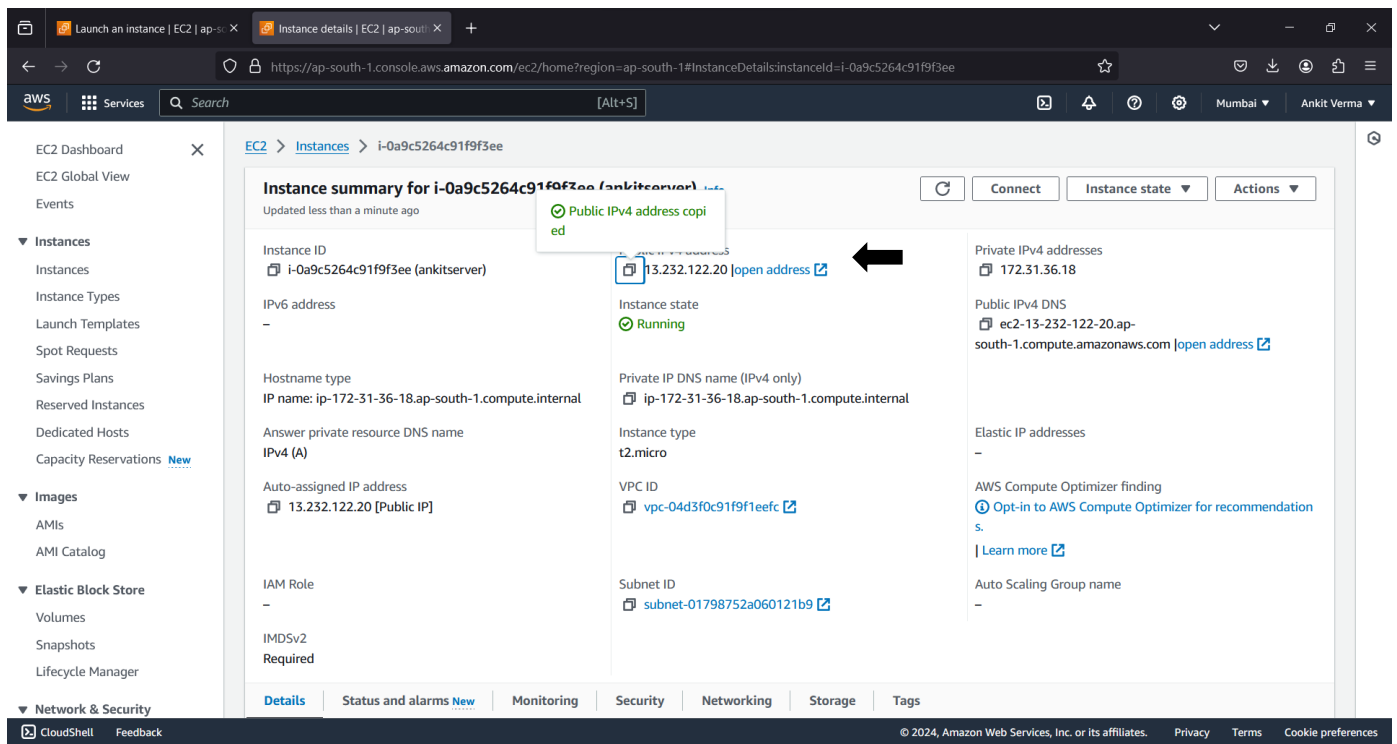 Launch an instance | EC2 | ap-so
Instance details | EC2 | ap-south
https://ap-south-1.console.aws.amazon.com/ec2/home?region=ap-south-1#InstanceDetails:instanceId=i-0a9c5264c91f9f3ee
aws Services Search [Alt+S] Mumbai ▼ Ankit Verma ▼
EC2 Dashboard
EC2 Global View
Events
▼ Instances
Instances
Instance Types
Launch Templates
Spot Requests
Savings Plans
Reserved Instances
Dedicated Hosts
Capacity Reservations New
▼ Images
AMIs
AMI Catalog
▼ Elastic Block Store
Volumes
Snapshots
Lifecycle Manager
▼ Network & Security
EC2 > Instances > i-0a9c5264c91f9f3ee
Instance summary for i-0a9c5264c91f9f3ee (ankitserver) Info
Updated less than a minute ago
Connect
Instance state ▼
Actions ▼
Public IPv4 address copi
ed
Instance ID
i-0a9c5264c91f9f3ee (ankitserver)
Public IPv4 address
13.232.122.20 |open address
Private IPv4 addresses
172.31.36.18
IPv6 address
–
Instance state
Running
Public IPv4 DNS
ec2-13-232-122-20.ap-
south-1.compute.amazonaws.com |open address
Hostname type
IP name: ip-172-31-36-18.ap-south-1.compute.internal
Private IP DNS name (IPv4 only)
ip-172-31-36-18.ap-south-1.compute.internal
Answer private resource DNS name
IPv4 (A)
Instance type
t2.micro
Elastic IP addresses
–
Auto-assigned IP address
13.232.122.20 [Public IP]
VPC ID
vpc-04d3f0c91f9f1eefc
AWS Compute Optimizer finding
Opt-in to AWS Compute Optimizer for recommendation
s.
| Learn more
IAM Role
–
Subnet ID
subnet-01798752a060121b9
Auto Scaling Group name
–
IMDSv2
Required
Details
Status and alarms New
Monitoring
Security
Networking
Storage
Tags
CloudShell Feedback © 2024, Amazon Web Services, Inc. or its affiliates. Privacy Terms Cookie preferences